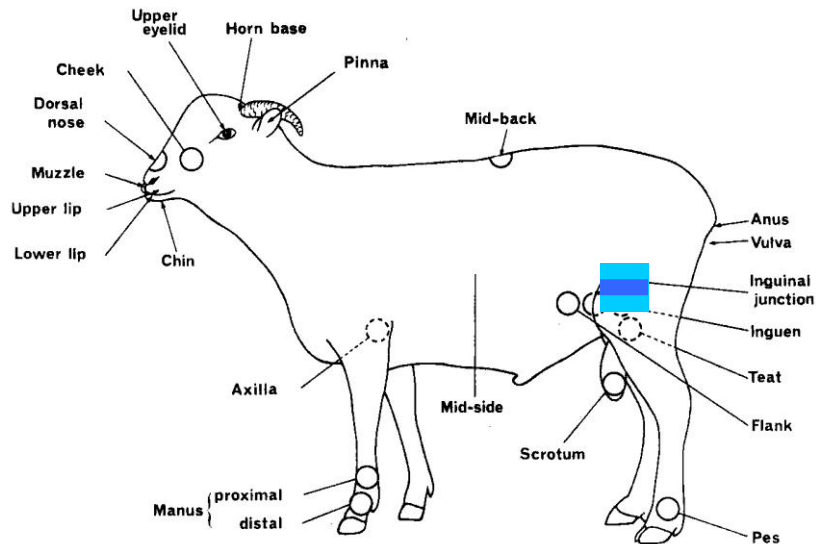 Upper
eyelid
Horn base
Cheek
Pinna
Dorsal
nose
Mid-back
Muzzle
Upper lip
Anus
Vulva
Lower lip
Chin
Inguinal
junction
Inguen
Axilla
Teat
Mid-side
Flank
Scrotum
Manus
proximal
distal
Pes